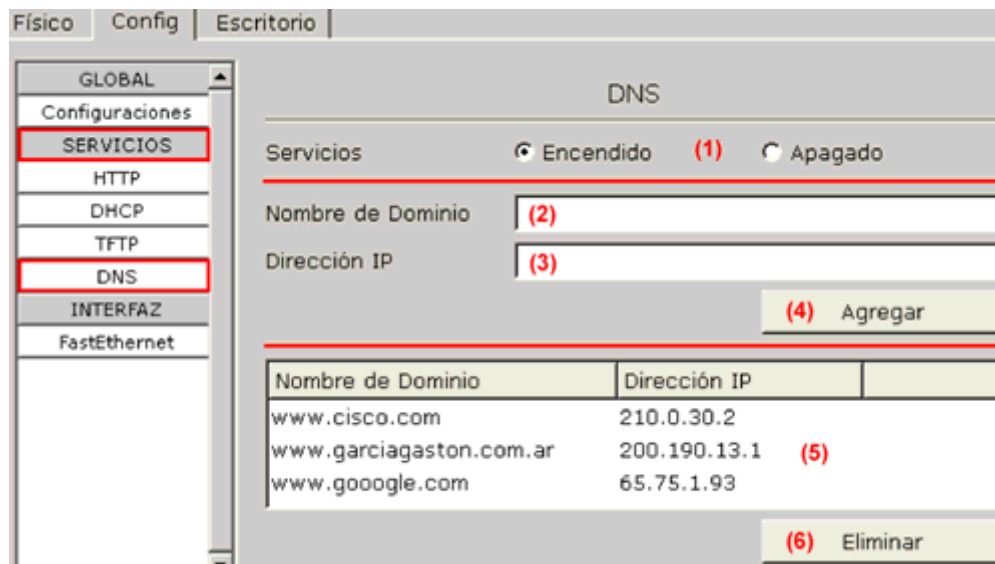 Físico Config Escritorio
GLOBAL
Configuraciones
SERVICIOS
HTTP
DHCP
TFTP
DNS
INTERFAZ
FastEthernet
DNS
Servicios Encendido (1) Apagado
Nombre de Dominio (2)
Dirección IP (3)
(4) Agregar
Nombre de Dominio Dirección IP
www.cisco.com 210.0.30.2
www.garciagaston.com.ar 200.190.13.1 (5)
www.gooogle.com 65.75.1.93
(6) Eliminar